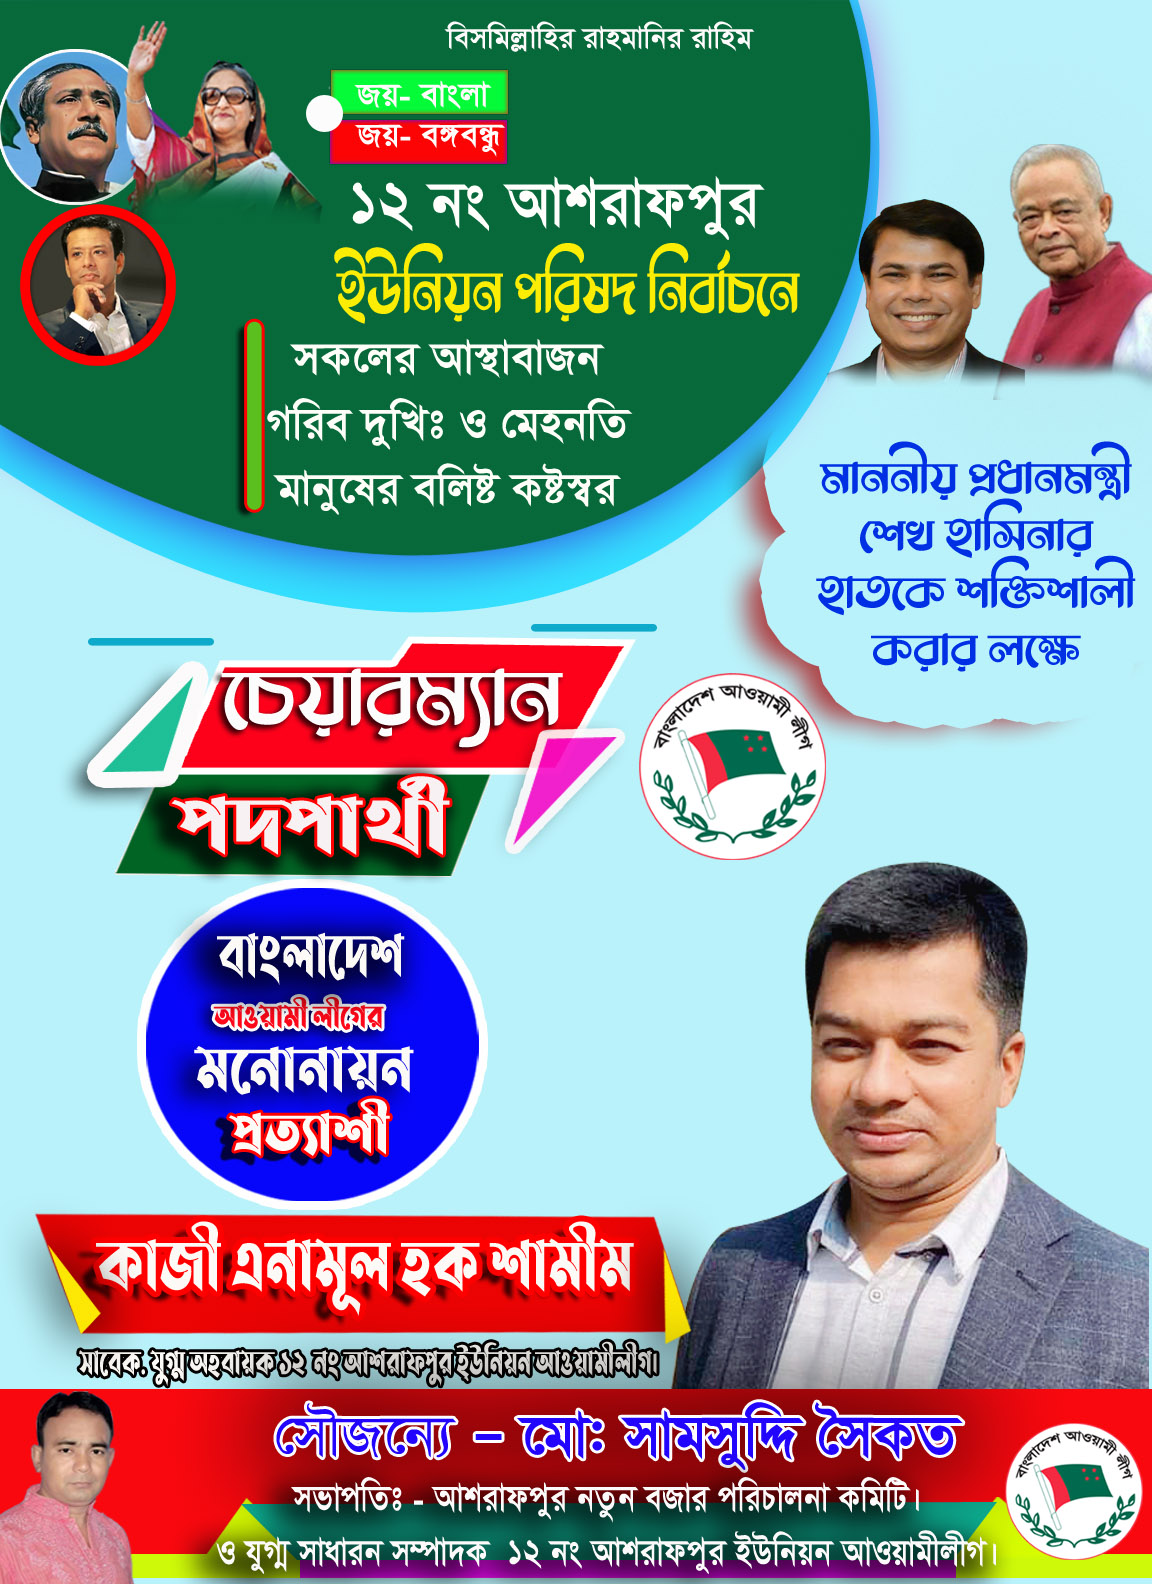 বিসমিল্লাহির রাহমানির রাহিম
জয়- বাংলা
জয়- বঙ্গবন্ধু
১২ নং আশরাফপুর
ইউনিয়ন পরিষদ নির্বাচনে
সকলের আস্থাবাজন
গরিব দুখিঃ ও মেহনতি
মানুষের বলিষ্ট কষ্টস্বর
মাননীয় প্রধানমন্ত্রী
শেখ হাসিনার
হাতকে শক্তিশালী
করার লক্ষে
চেয়ারম্যান
পদপার্থী
বাংলাদেশ আওয়ামী লীগ
বাংলাদেশ
আওয়ামী লীগের
মনোনায়ন
প্রত্যাশী
কাজী এনামূল হক শামীম
সাবেক. যুগ্ম অহবায়ক ১২ নং আশরাফপুর ইউনিয়ন আওয়ামীলীগ।
সৌজন্যে – মো: সামসুদ্দি সৈকত
সভাপতিঃ - আশরাফপুর নতুন বজার পরিচালনা কমিটি।
ও যুগ্ম সাধারন সম্পাদক ১২ নং আশরাফপুর ইউনিয়ন আওয়ামীলীগ।
বাংলাদেশ আওয়ামী লীগ